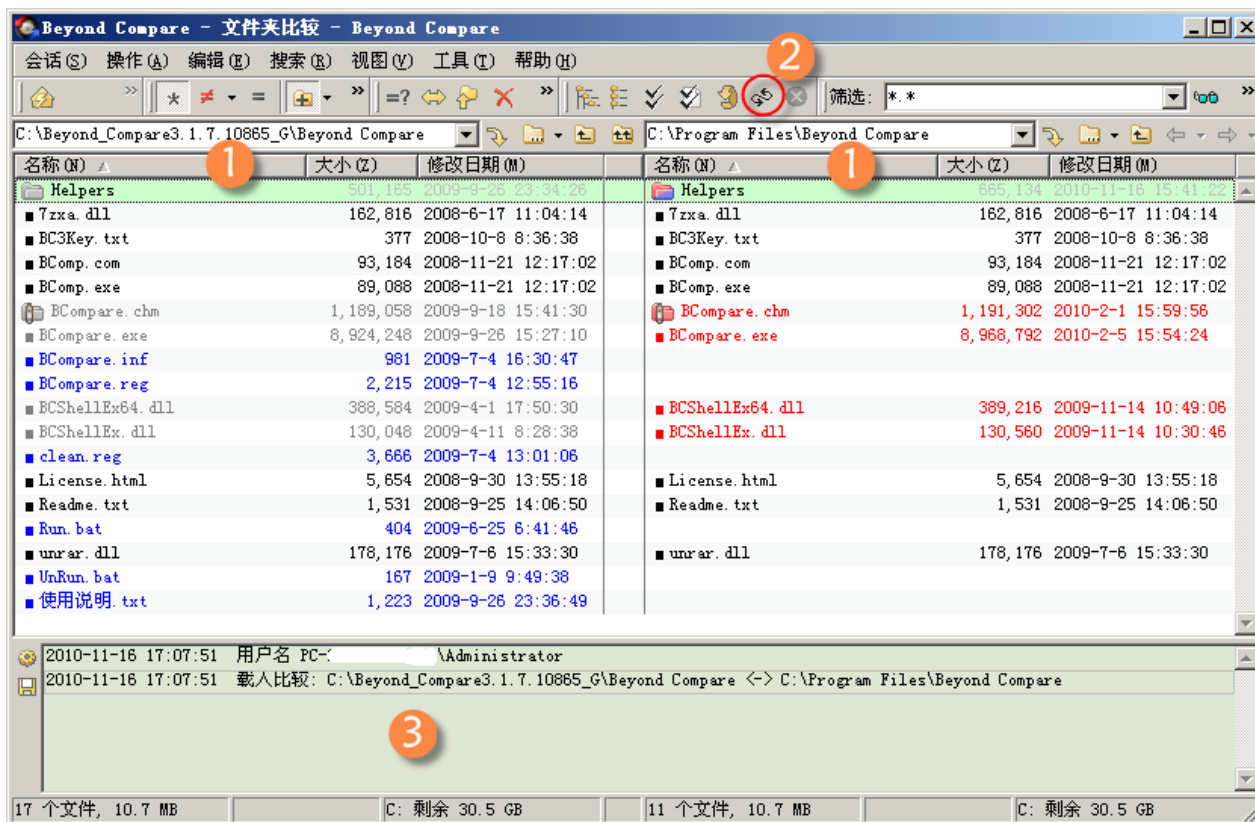 Beyond Compare - 文件夹比较 - Beyond Compare
会话(S) 操作(A) 编辑(E) 搜索(R) 视图(V) 工具(T) 帮助(H)
2
» * ≠ = » =? » 筛选: *.* »
C:\Beyond_Compare3.1.7.10865_G\Beyond Compare C:\Program Files\Beyond Compare
名称(N) 1 大小(Z) 修改日期(M) 名称(N) 1 大小(Z) 修改日期(M)
Helpers 501,165 2009-9-26 23:34:26 Helpers 665,134 2010-11-16 15:41:22
7zxa.dll 162,816 2008-6-17 11:04:14 7zxa.dll 162,816 2008-6-17 11:04:14
BC3Key.txt 377 2008-10-8 8:36:38 BC3Key.txt 377 2008-10-8 8:36:38
BComp.com 93,184 2008-11-21 12:17:02 BComp.com 93,184 2008-11-21 12:17:02
BComp.exe 89,088 2008-11-21 12:17:02 BComp.exe 89,088 2008-11-21 12:17:02
BCompare.chm 1,189,058 2009-9-18 15:41:30 BCompare.chm 1,191,302 2010-2-1 15:59:56
BCompare.exe 8,924,248 2009-9-26 15:27:10 BCompare.exe 8,968,792 2010-2-5 15:54:24
BCompare.inf 981 2009-7-4 16:30:47
BCompare.reg 2,215 2009-7-4 12:55:16
BCShellEx64.dll 388,584 2009-4-1 17:50:30 BCShellEx64.dll 389,216 2009-11-14 10:49:06
BCShellEx.dll 130,048 2009-4-11 8:28:38 BCShellEx.dll 130,560 2009-11-14 10:30:46
clean.reg 3,666 2009-7-4 13:01:06
License.html 5,654 2008-9-30 13:55:18 License.html 5,654 2008-9-30 13:55:18
Readme.txt 1,531 2008-9-25 14:06:50 Readme.txt 1,531 2008-9-25 14:06:50
Run.bat 404 2009-6-25 6:41:46
unrar.dll 178,176 2009-7-6 15:33:30 unrar.dll 178,176 2009-7-6 15:33:30
UnRun.bat 167 2009-1-9 9:49:38
使用说明.txt 1,223 2009-9-26 23:36:49
2010-11-16 17:07:51 用户名 PC- \Administrator
2010-11-16 17:07:51 载入比较: C:\Beyond_Compare3.1.7.10865_G\Beyond Compare <-> C:\Program Files\Beyond Compare
3
17 个文件, 10.7 MB C: 剩余 30.5 GB 11 个文件, 10.7 MB C: 剩余 30.5 GB